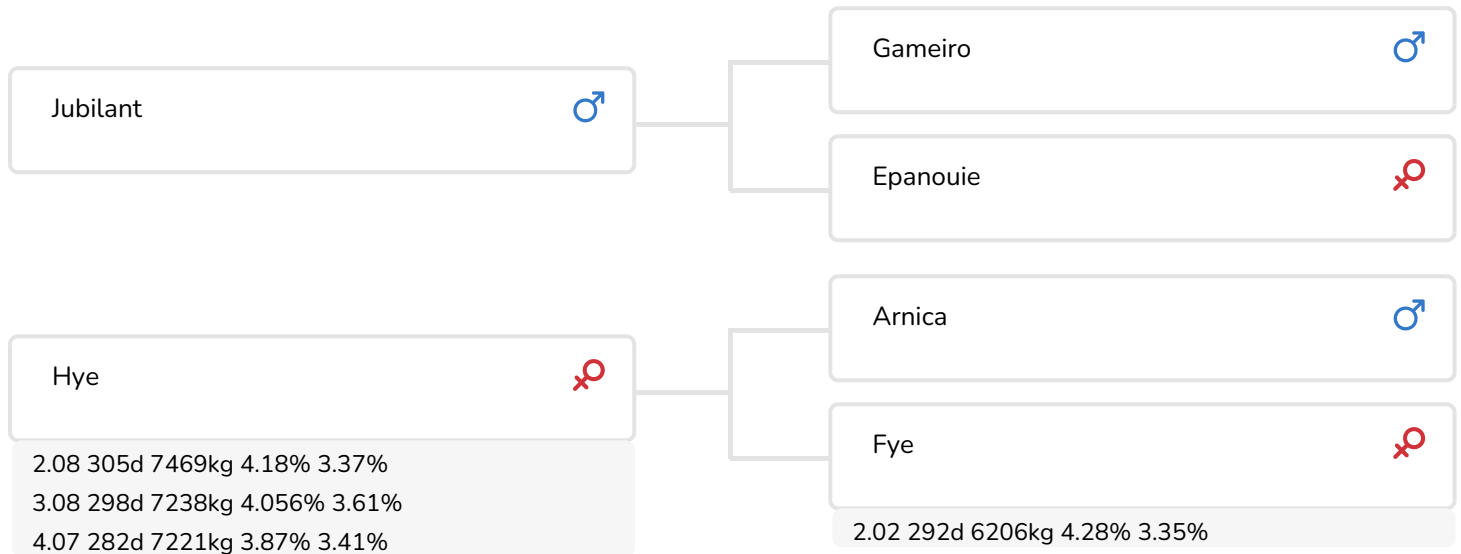 Jubilant
Gameiro
Epanouie
Hye
2.08 305d 7469kg 4.18% 3.37%
3.08 298d 7238kg 4.056% 3.61%
4.07 282d 7221kg 3.87% 3.41%
Arnica
Fye
2.02 292d 6206kg 4.28% 3.35%